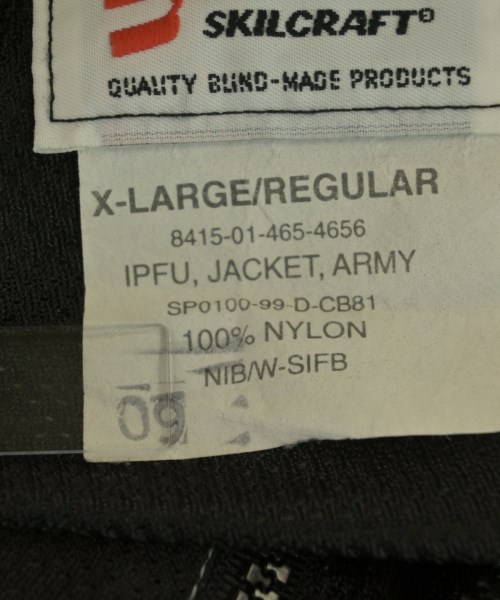 SKILCRAFT®
QUALITY BLIND-MADE PRODUCTS
X-LARGE/REGULAR
8415-01-465-4656
IPFU, JACKET, ARMY
SP0100-99-D-CB81
100% NYLON
NIB/W-SIFB